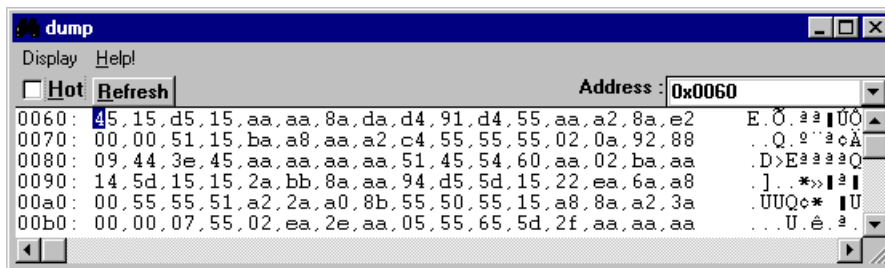 dump
Display Help!
Hot Refresh Address : 0x0060
0060: 45,15,d5,15,aa,aa,8a,da,d4,91,d4,55,aa,a2,8a,e2 E.Õ.ªª▮ÚÔ
0070: 00,00,51,15,ba,a8,aa,a2,c4,55,55,55,02,0a,92,88 ..Q.º¨ª¢Ä
0080: 09,44,3e,45,aa,aa,aa,aa,51,45,54,60,aa,02,ba,aa .D>EªªªªQ
0090: 14,5d,15,15,2a,bb,8a,aa,94,d5,5d,15,22,ea,6a,a8 .]..*»▮ª▮
00a0: 00,55,55,51,a2,2a,a0,8b,55,50,55,15,a8,8a,a2,3a .UUQ¢* ▮U
00b0: 00,00,07,55,02,ea,2e,aa,05,55,65,5d,2f,aa,aa,aa ...U.ê.ª.